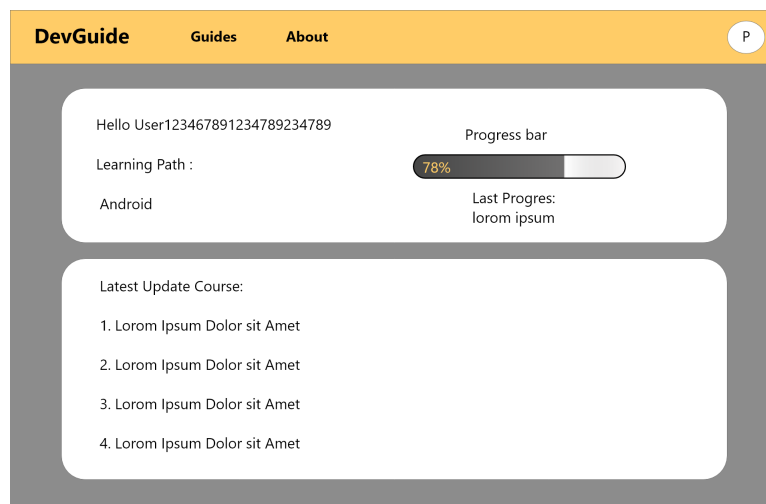 DevGuide Guides About P
Hello User123467891234789234789
Learning Path :
Android
Progress bar
78%
Last Progres:
lorom ipsum
Latest Update Course:
1. Lorom Ipsum Dolor sit Amet
2. Lorom Ipsum Dolor sit Amet
3. Lorom Ipsum Dolor sit Amet
4. Lorom Ipsum Dolor sit Amet